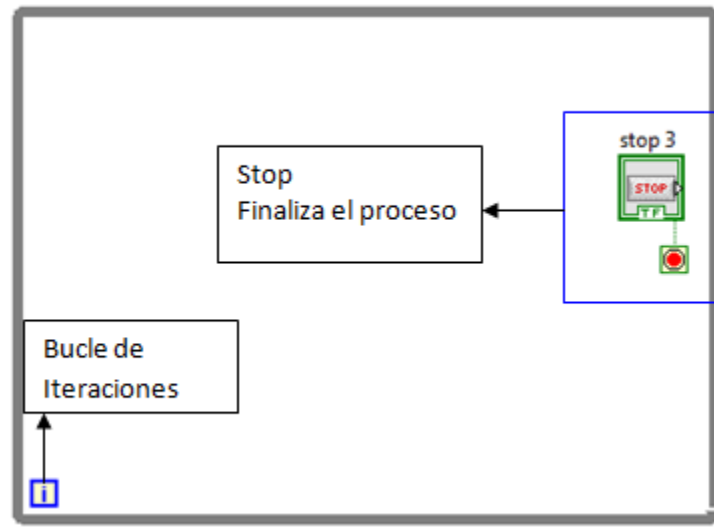 stop 3
STOP
TF
Stop
Finaliza el proceso
Bucle de
Iteraciones
i